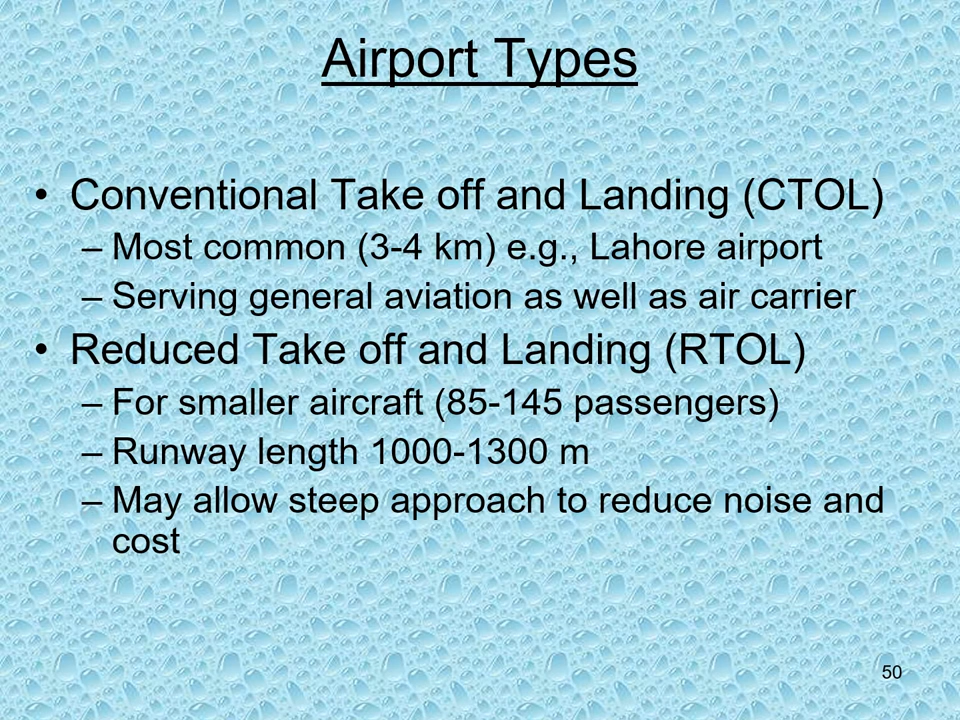 Airport Types
• Conventional Take off and Landing (CTOL)
– Most common (3-4 km) e.g., Lahore airport
– Serving general aviation as well as air carrier
• Reduced Take off and Landing (RTOL)
– For smaller aircraft (85-145 passengers)
– Runway length 1000-1300 m
– May allow steep approach to reduce noise and
cost
50